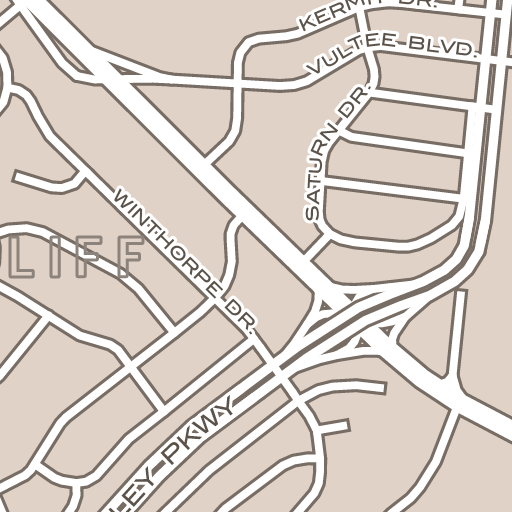 KERMIT DR.
VULTEE BLVD.
SATURN DR.
WINTHORPE DR.
LIFF
LEY PKWY